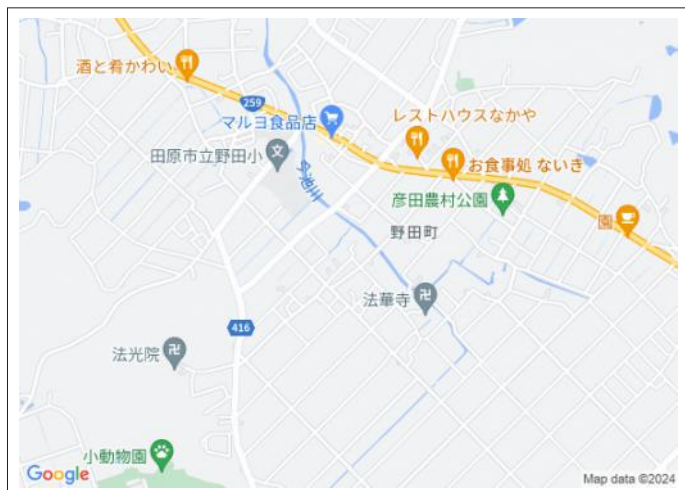 酒と肴かわい
259
マルヨ食品店
レストハウスなかや
田原市立野田小
文
今池川
お食事処 ないき
彦田農村公園
園
野田町
法華寺
卍
416
法光院
卍
小動物園
Google
Map data ©2024